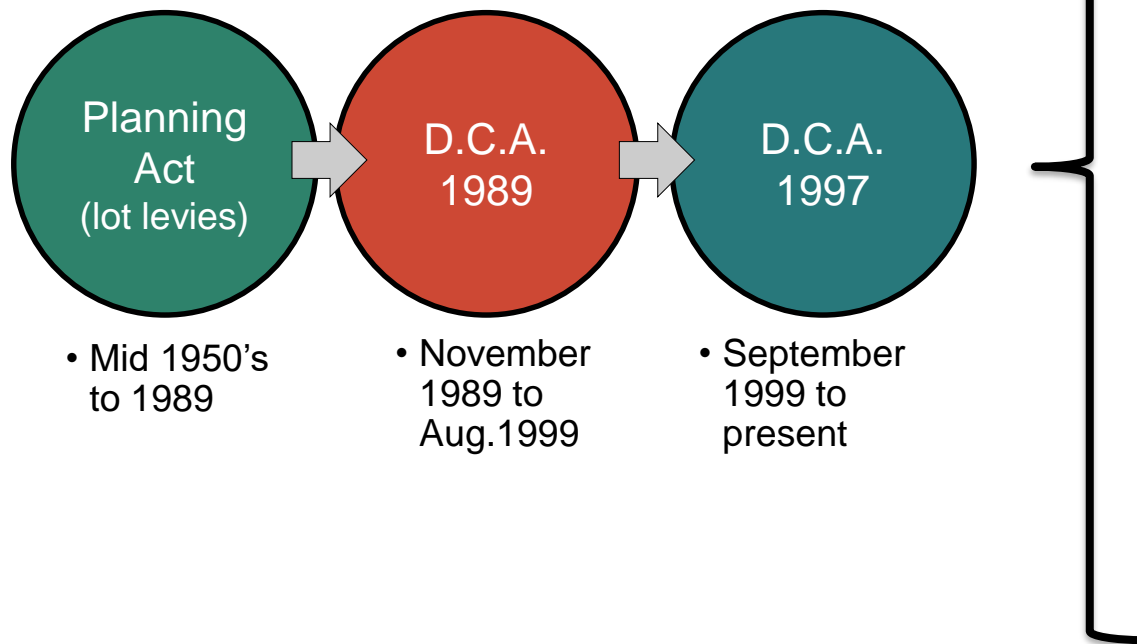 Planning
Act
(lot levies)
D.C.A.
1989
D.C.A.
1997
• Mid 1950’s
to 1989
• November
1989 to
Aug.1999
• September
1999 to
present